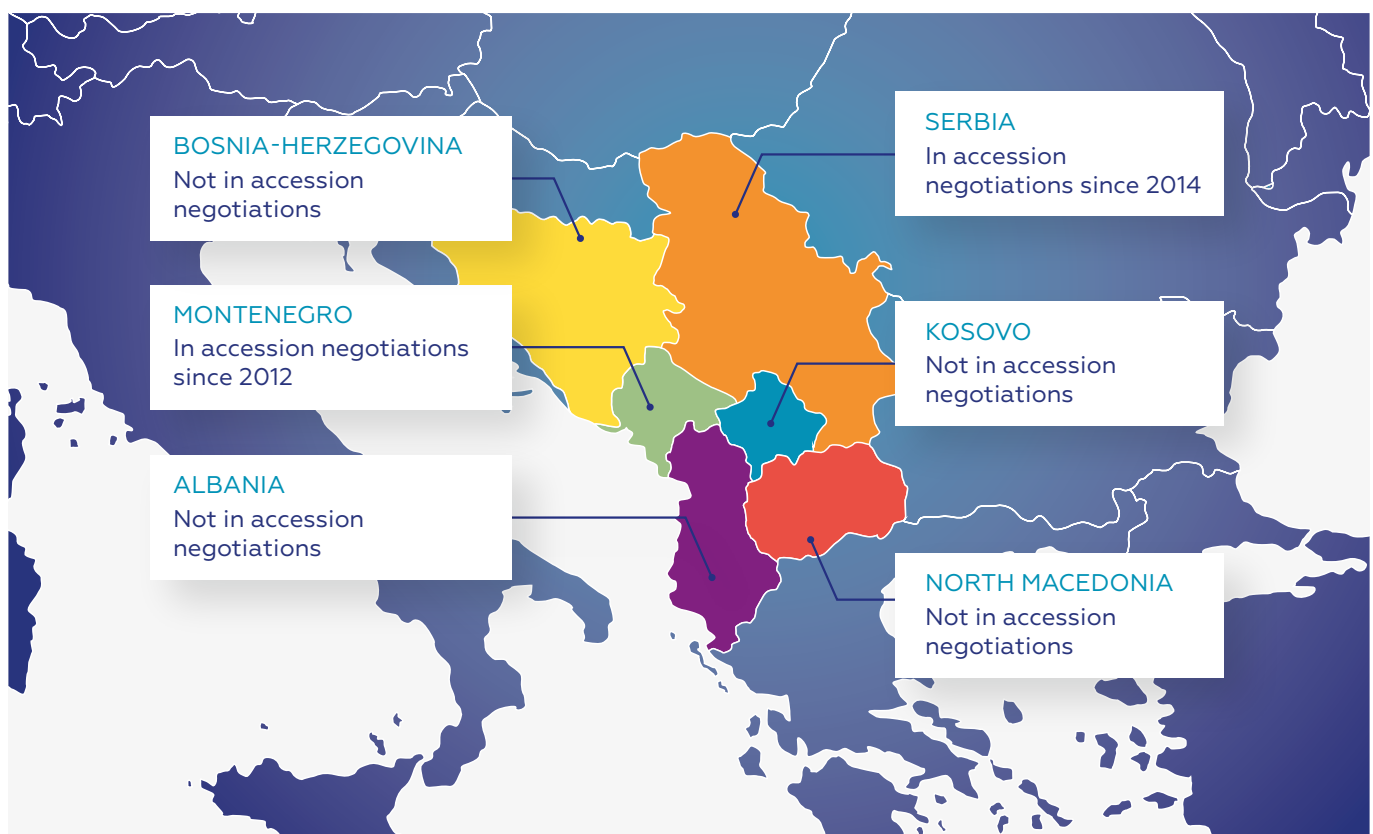 BOSNIA-HERZEGOVINA
Not in accession
negotiations
MONTENEGRO
In accession negotiations
since 2012
ALBANIA
Not in accession
negotiations
SERBIA
In accession
negotiations since 2014
KOSOVO
Not in accession
negotiations
NORTH MACEDONIA
Not in accession
negotiations